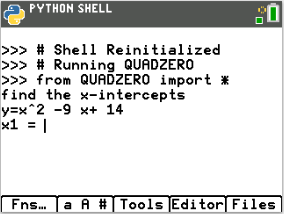 PYTHON SHELL
>>> # Shell Reinitialized
>>> # Running QUADZERO
>>> from QUADZERO import *
find the x-intercepts
y=x^2 -9 x+ 14
x1 = |
Fns… a A # Tools Editor Files